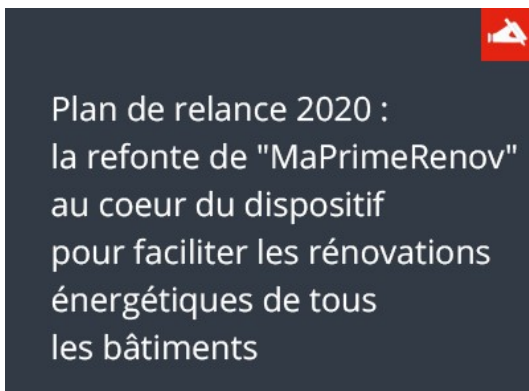 Plan de relance 2020 :
la refonte de "MaPrimeRenov"
au coeur du dispositif
pour faciliter les rénovations
énergétiques de tous
les bâtiments